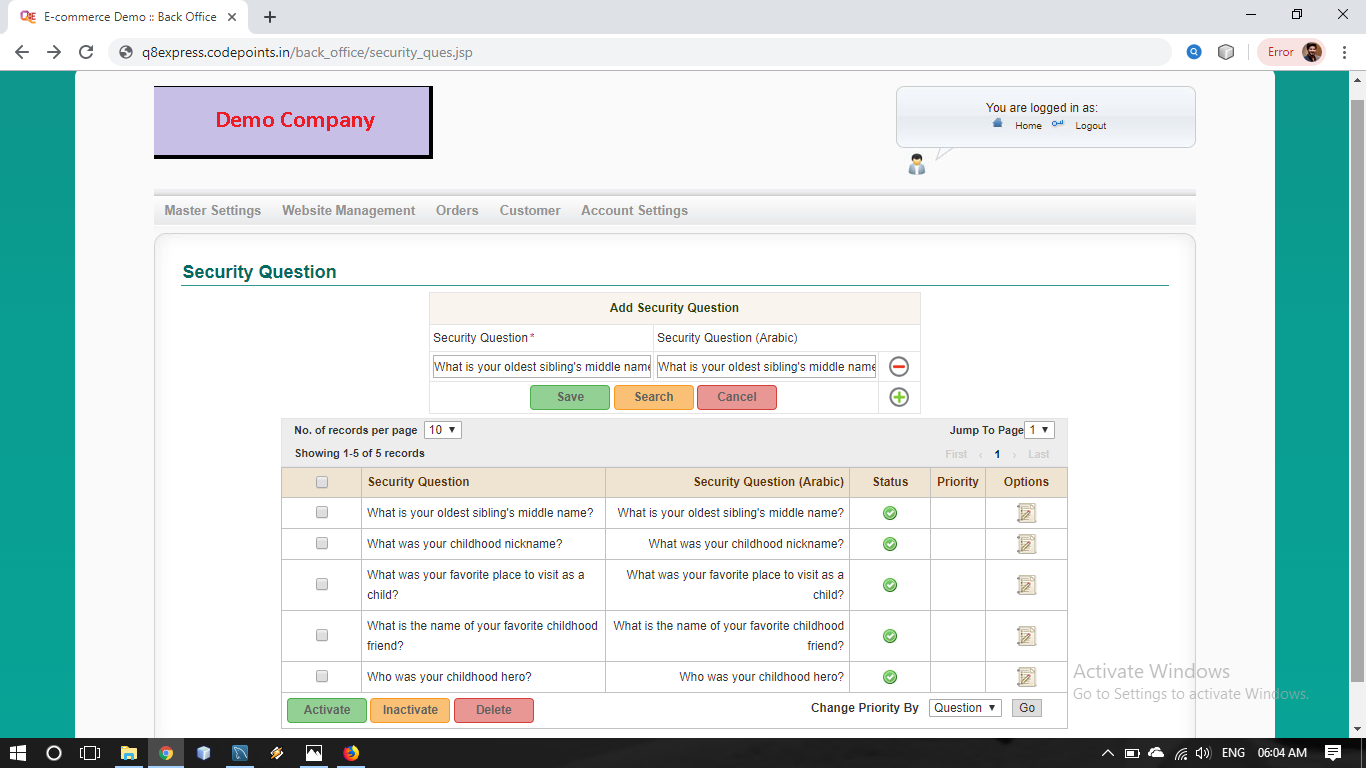 E-commerce Demo :: Back Office
q8express.codepoints.in/back_office/security_ques.jsp
Error
Demo Company
You are logged in as:
Home Logout
Master Settings Website Management Orders Customer Account Settings
Security Question
Add Security Question
Security Question* Security Question (Arabic)
What is your oldest sibling's middle name What is your oldest sibling's middle name
Save Search Cancel
No. of records per page 10 Jump To Page 1
Showing 1-5 of 5 records First ‹ 1 › Last
Security Question Security Question (Arabic) Status Priority Options
What is your oldest sibling's middle name? What is your oldest sibling's middle name?
What was your childhood nickname? What was your childhood nickname?
What was your favorite place to visit as a child? What was your favorite place to visit as a child?
What is the name of your favorite childhood friend? What is the name of your favorite childhood friend?
Who was your childhood hero? Who was your childhood hero?
Activate Inactivate Delete Change Priority By Question Go
Activate Windows
Go to Settings to activate Windows.
ENG 06:04 AM